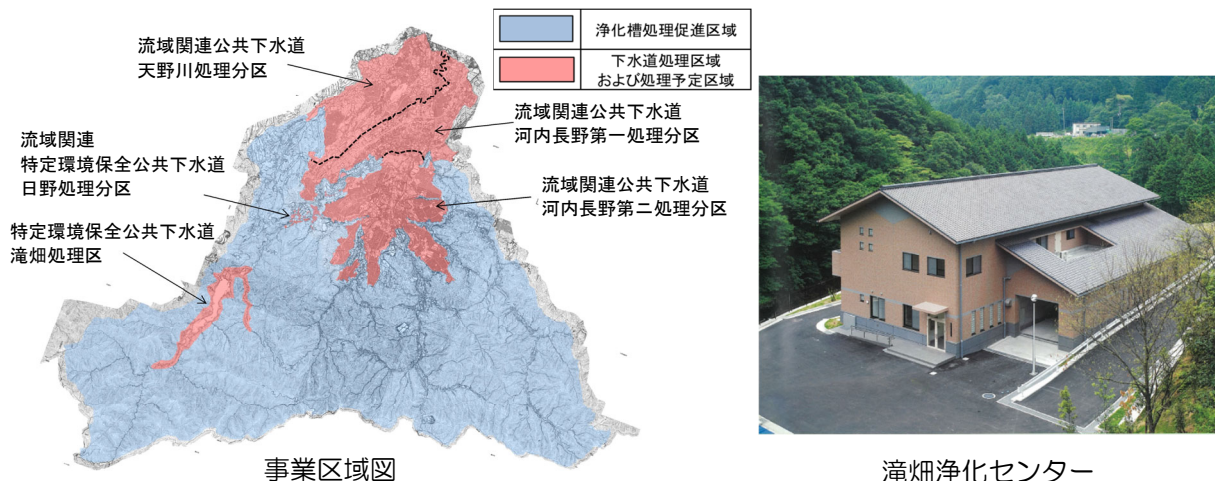 流域関連公共下水道
天野川処理分区
浄化槽処理促進区域
下水道処理区域
および処理予定区域
流域関連公共下水道
河内長野第一処理分区
流域関連
特定環境保全公共下水道
日野処理分区
流域関連公共下水道
河内長野第二処理分区
特定環境保全公共下水道
滝畑処理区
事業区域図
滝畑浄化センター